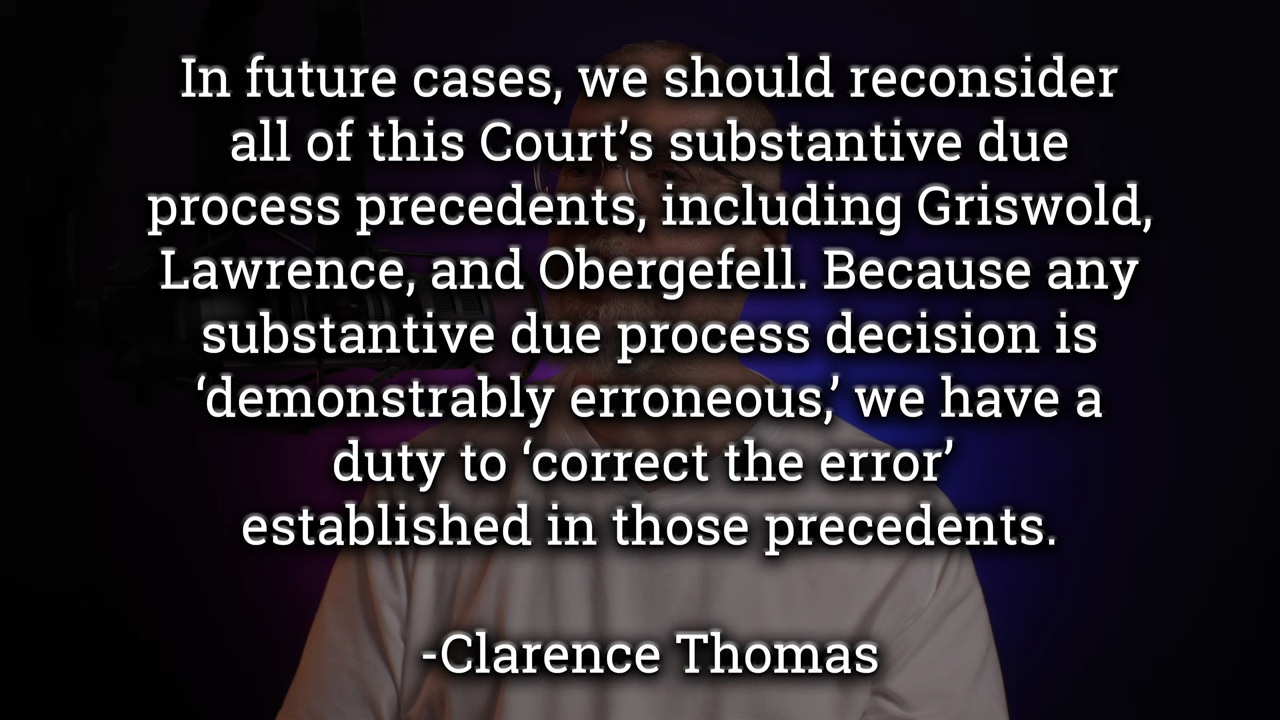 In future cases, we should reconsider
all of this Court’s substantive due
process precedents, including Griswold,
Lawrence, and Obergefell. Because any
substantive due process decision is
‘demonstrably erroneous,’ we have a
duty to ‘correct the error’
established in those precedents.
-Clarence Thomas